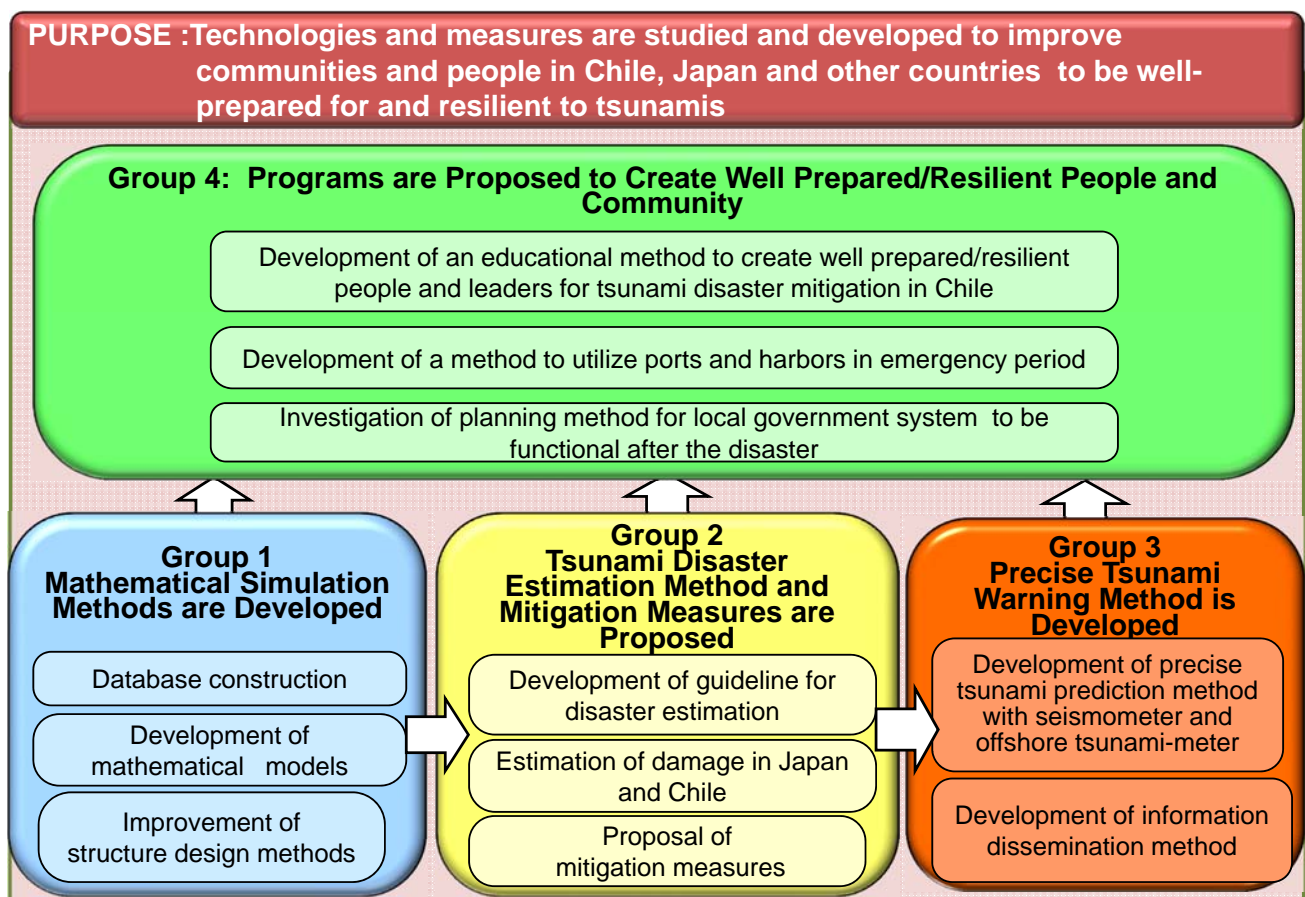 PURPOSE :Technologies and measures are studied and developed to improve
communities and people in Chile, Japan and other countries to be well-
prepared for and resilient to tsunamis
Group 4: Programs are Proposed to Create Well Prepared/Resilient People and
Community
Development of an educational method to create well prepared/resilient
people and leaders for tsunami disaster mitigation in Chile
Development of a method to utilize ports and harbors in emergency period
Investigation of planning method for local government system to be
functional after the disaster
Group 1
Mathematical Simulation
Methods are Developed
Database construction
Development of
mathematical models
Improvement of
structure design methods
Group 2
Tsunami Disaster
Estimation Method and
Mitigation Measures are
Proposed
Development of guideline for
disaster estimation
Estimation of damage in Japan
and Chile
Proposal of
mitigation measures
Group 3
Precise Tsunami
Warning Method is
Developed
Development of precise
tsunami prediction method
with seismometer and
offshore tsunami-meter
Development of information
dissemination method